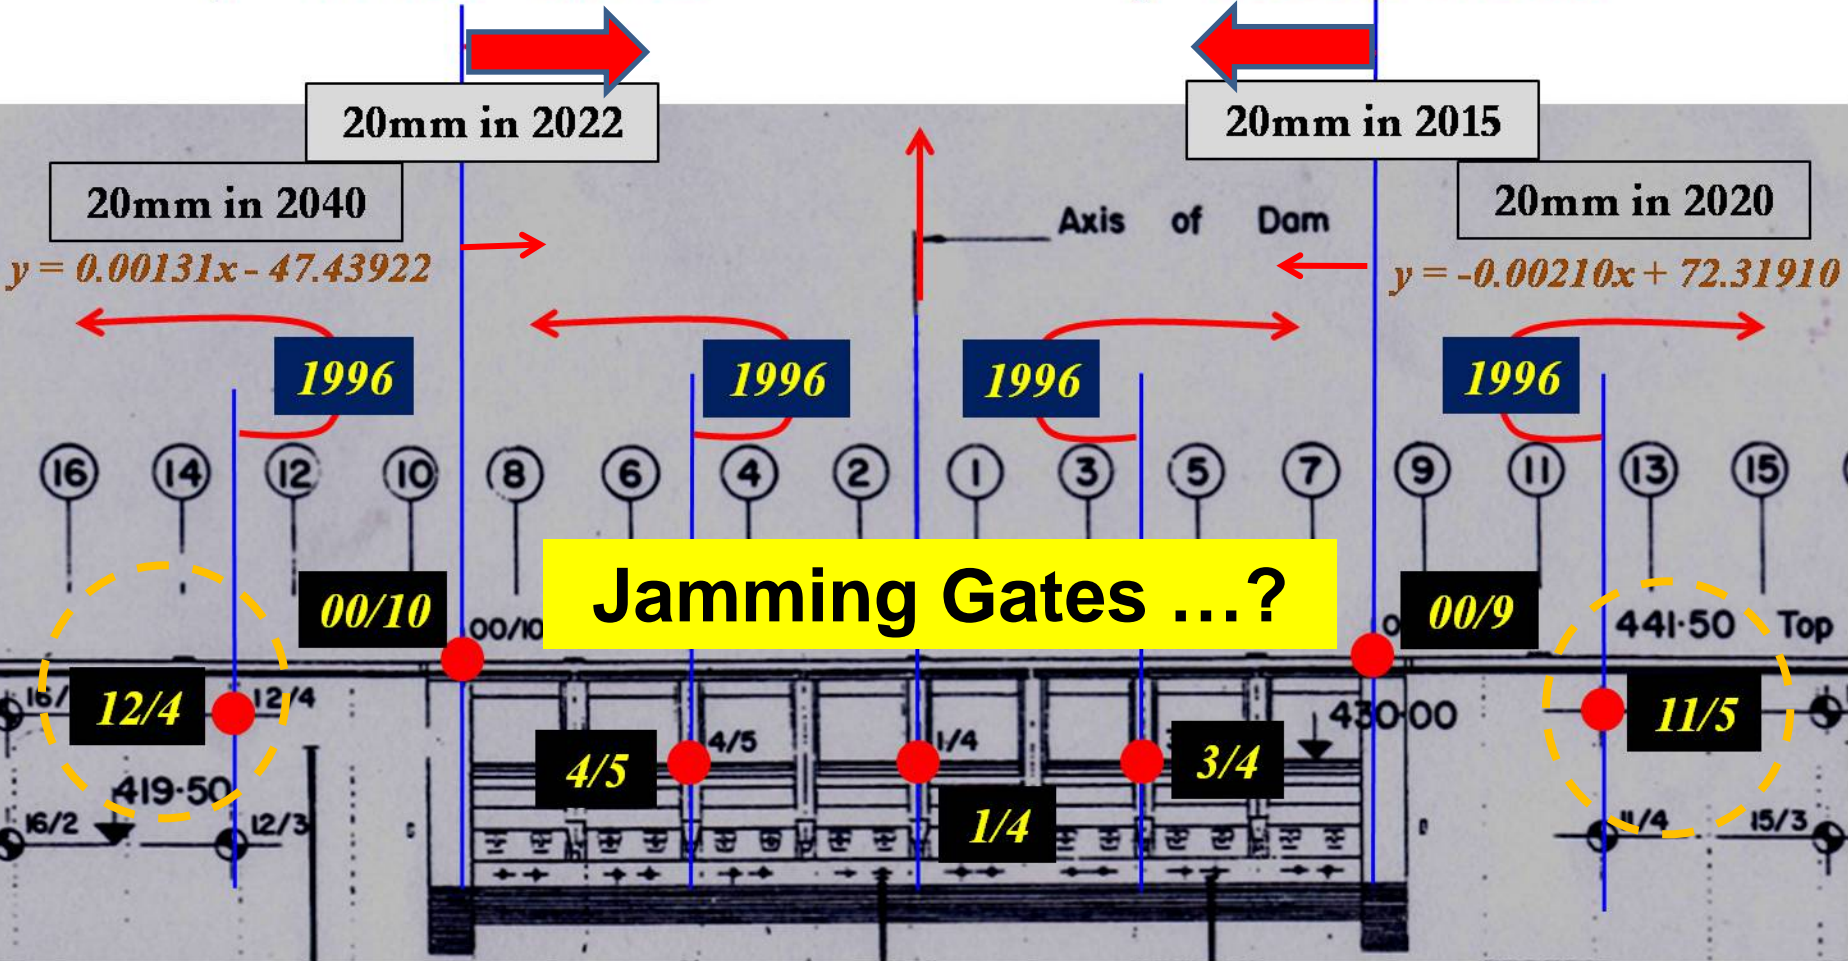 20mm in 2022
20mm in 2015
20mm in 2040
20mm in 2020
Axis of Dam
y = 0.00131x - 47.43922
y = -0.00210x + 72.31910
1996
1996
1996
1996
16 14 12 10 8 6 4 2 1 3 5 7 9 11 13 15
Jamming Gates ...?
00/10
00/10
00/9
441·50 Top
16/
12/4
12/4
4/5
4/5
1/4
1/4
3/4
430·00
11/5
419·50
16/2
12/3
11/4
15/3